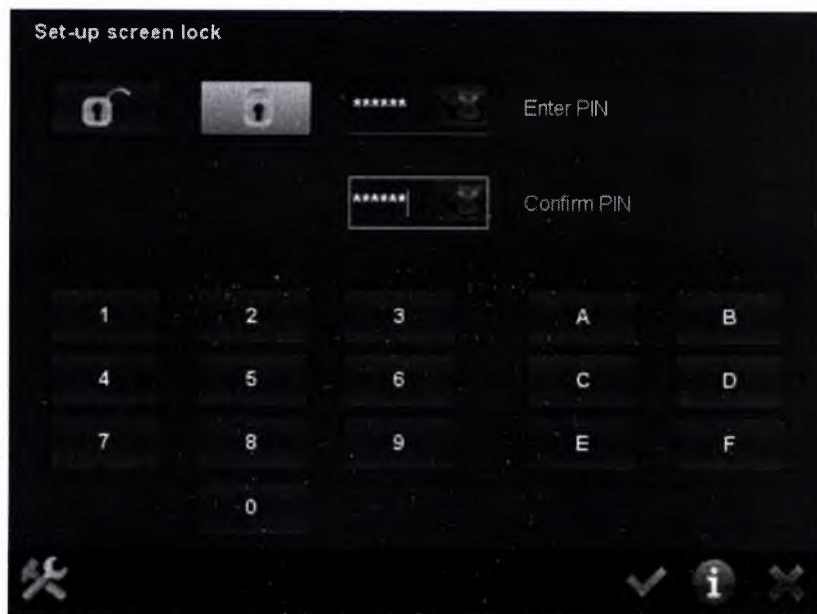 Set-up screen lock
****** Enter PIN
****** Confirm PIN
1 2 3 A B
4 5 6 C D
7 8 9 E F
0
i